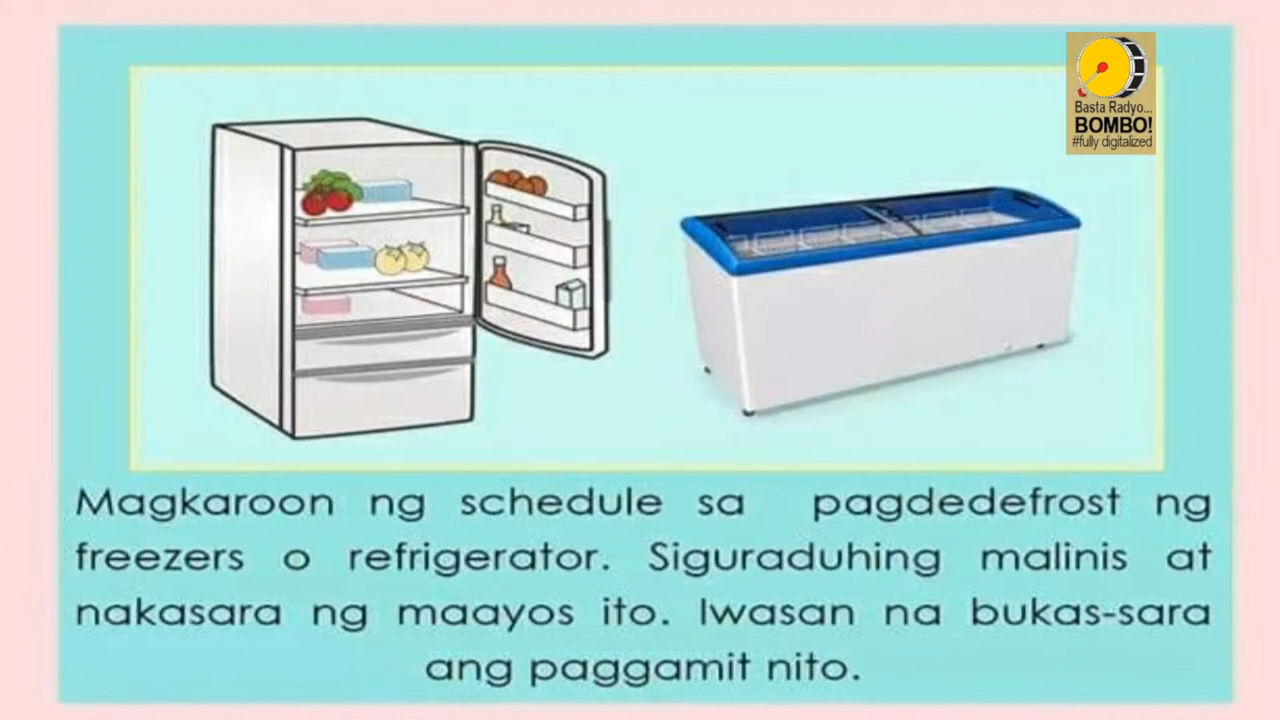 Basta Radyo...
BOMBO!
#fully digitalized
Magkaroon ng schedule sa pagdedefrost ng
freezers o refrigerator. Siguraduhing malinis at
nakasara ng maayos ito. Iwasan na bukas-sara
ang paggamit nito.